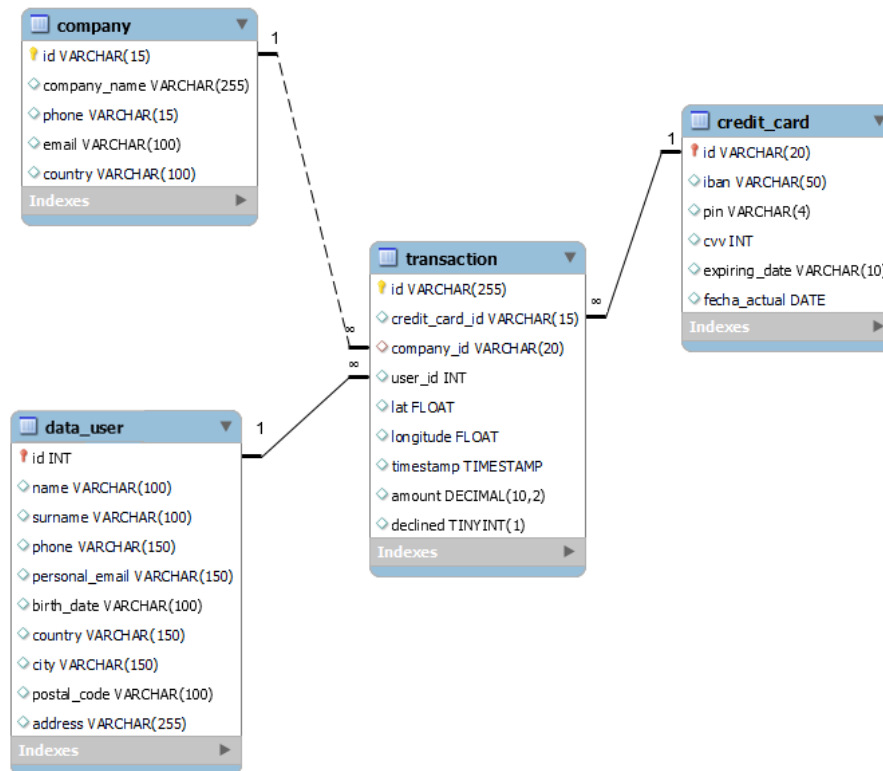 company
id VARCHAR(15)
company_name VARCHAR(255)
phone VARCHAR(15)
email VARCHAR(100)
country VARCHAR(100)
Indexes
1
∞
transaction
id VARCHAR(255)
credit_card_id VARCHAR(15)
company_id VARCHAR(20)
user_id INT
lat FLOAT
longitude FLOAT
timestamp TIMESTAMP
amount DECIMAL(10,2)
declined TINYINT(1)
Indexes
∞
∞
1
credit_card
id VARCHAR(20)
iban VARCHAR(50)
pin VARCHAR(4)
cvv INT
expiring_date VARCHAR(10)
fecha_actual DATE
Indexes
1
data_user
id INT
name VARCHAR(100)
surname VARCHAR(100)
phone VARCHAR(150)
personal_email VARCHAR(150)
birth_date VARCHAR(100)
country VARCHAR(150)
city VARCHAR(150)
postal_code VARCHAR(100)
address VARCHAR(255)
Indexes